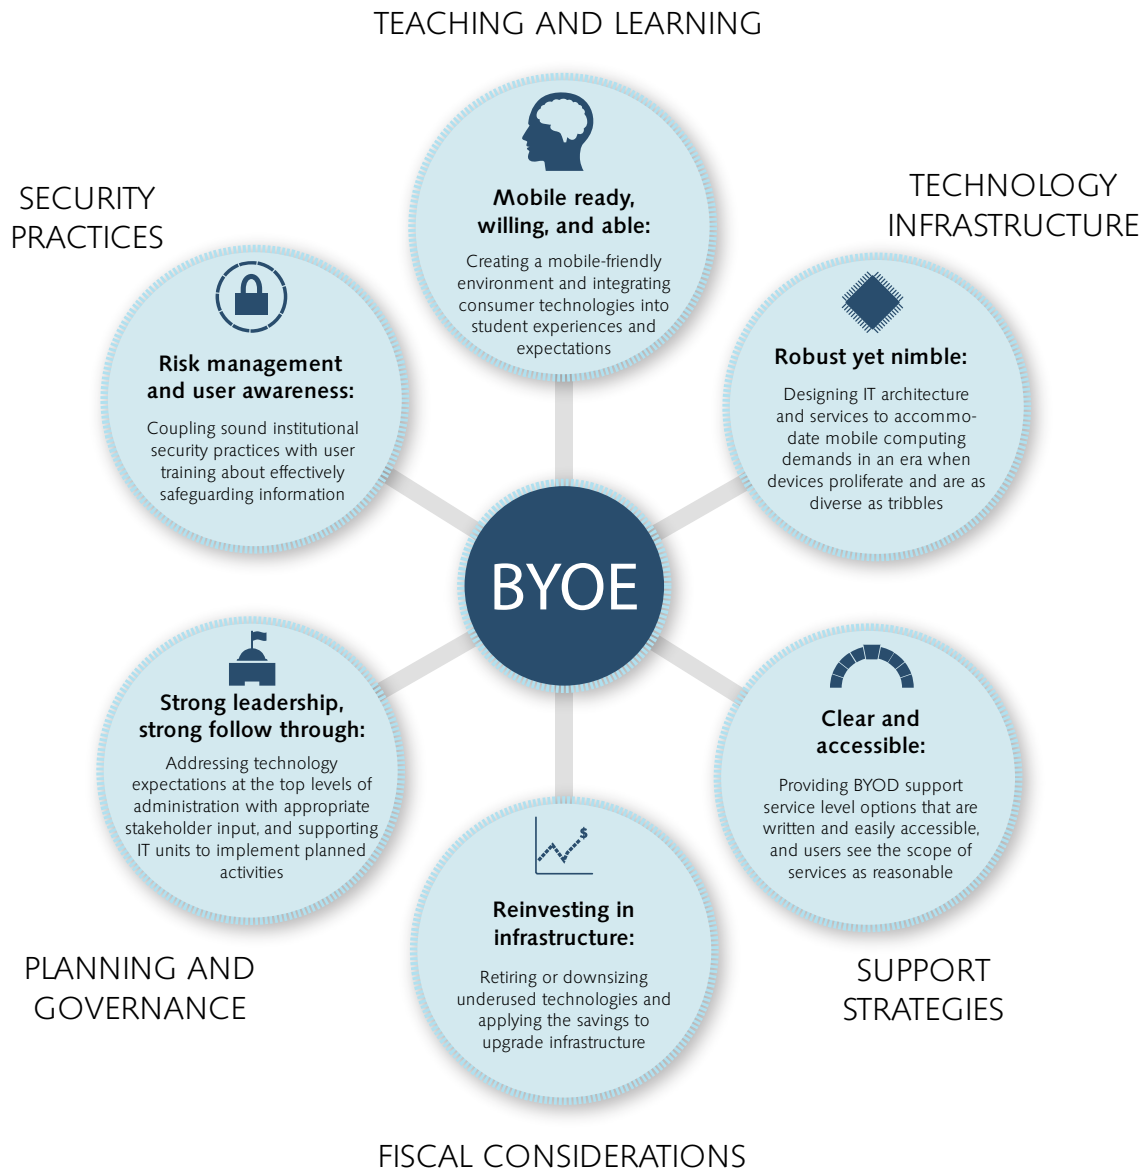 TEACHING AND LEARNING
Mobile ready,
willing, and able:
Creating a mobile-friendly
environment and integrating
consumer technologies into
student experiences and
expectations
TECHNOLOGY
INFRASTRUCTURE
Robust yet nimble:
Designing IT architecture
and services to accommo-
date mobile computing
demands in an era when
devices proliferate and are as
diverse as tribbles
SECURITY
PRACTICES
Risk management
and user awareness:
Coupling sound institutional
security practices with user
training about effectively
safeguarding information
BYOE
Strong leadership,
strong follow through:
Addressing technology
expectations at the top levels of
administration with appropriate
stakeholder input, and supporting
IT units to implement planned
activities
PLANNING AND
GOVERNANCE
Clear and
accessible:
Providing BYOD support
service level options that are
written and easily accessible,
and users see the scope of
services as reasonable
SUPPORT
STRATEGIES
$
Reinvesting in
infrastructure:
Retiring or downsizing
underused technologies and
applying the savings to
upgrade infrastructure
FISCAL CONSIDERATIONS